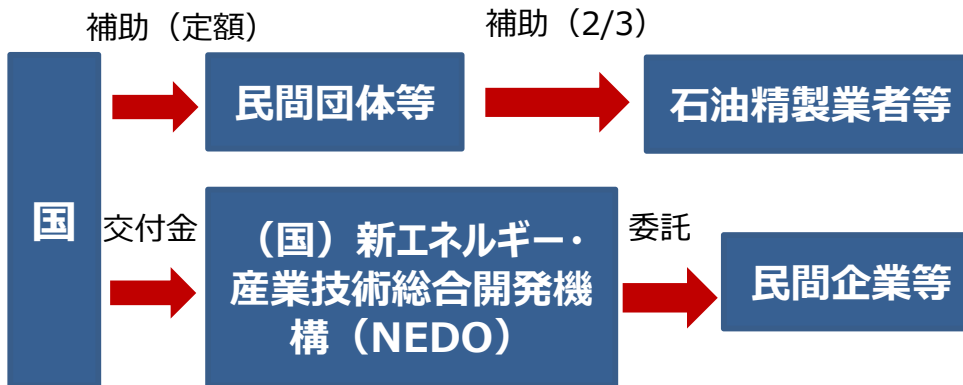 補助（定額）
補助（2/3）
民間団体等
石油精製業者等
国
交付金
（国）新エネルギー・
産業技術総合開発機
構（NEDO）
委託
民間企業等